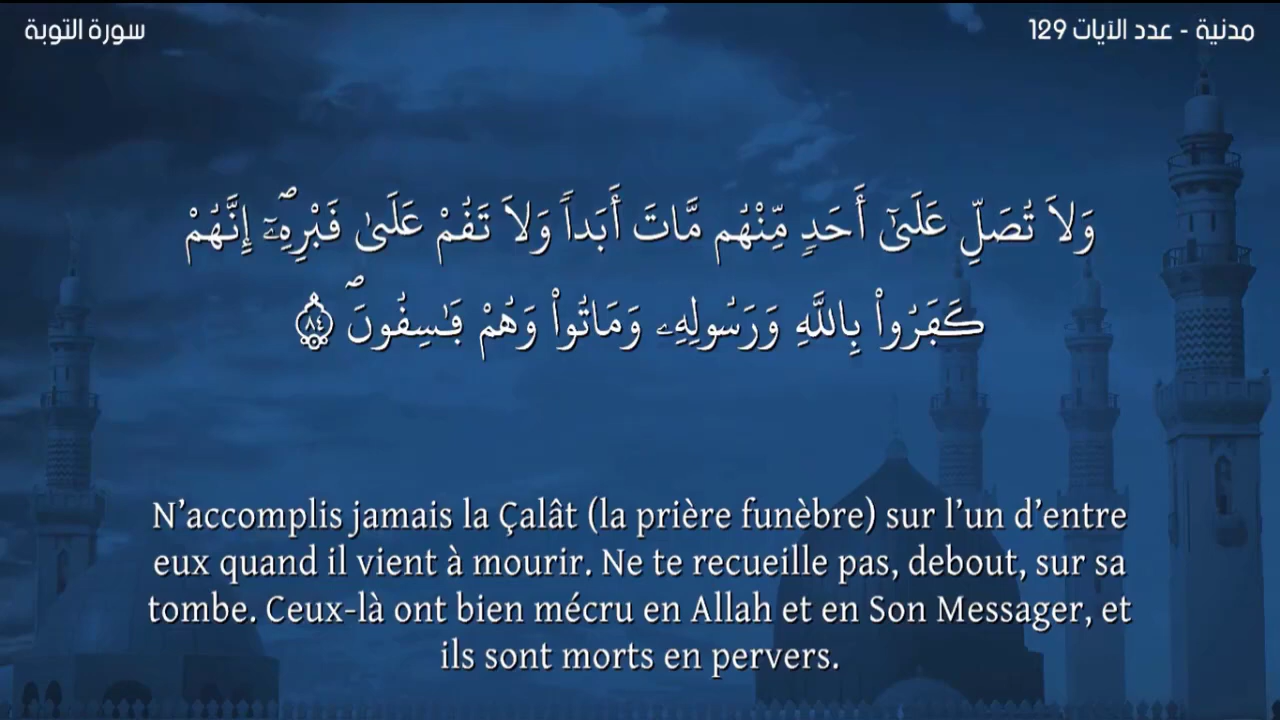 سورة التوبة
مدنية - عدد الآيات 129
وَلَا تُصَلِّ عَلَىٰٓ أَحَدٖ مِّنْهُم مَّاتَ أَبَداٗ وَلَا تَقُمْ عَلَىٰ قَبْرِهِۦٓۖ إِنَّهُمْ
كَفَرُواْ بِاللَّهِ وَرَسُولِهِۦ وَمَاتُواْ وَهُمْ فَٰسِقُونَۖ ٨٤
N’accomplis jamais la Çalât (la prière funèbre) sur l’un d’entre
eux quand il vient à mourir. Ne te recueille pas, debout, sur sa
tombe. Ceux-là ont bien mécru en Allah et en Son Messager, et
ils sont morts en pervers.